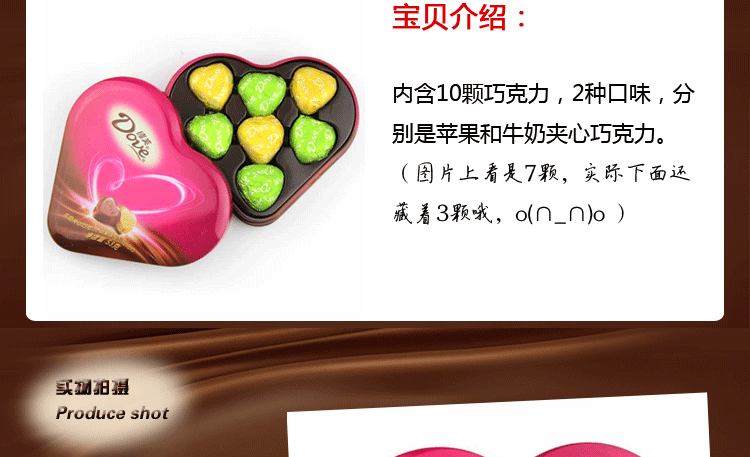 宝贝介绍：
内含10颗巧克力，2种口味，分
别是苹果和牛奶夹心巧克力。
（图片上看是7颗，实际下面还
藏着3颗哦，o(∩_∩)o ）
德芙
Dove
实物拍摄
Produce shot